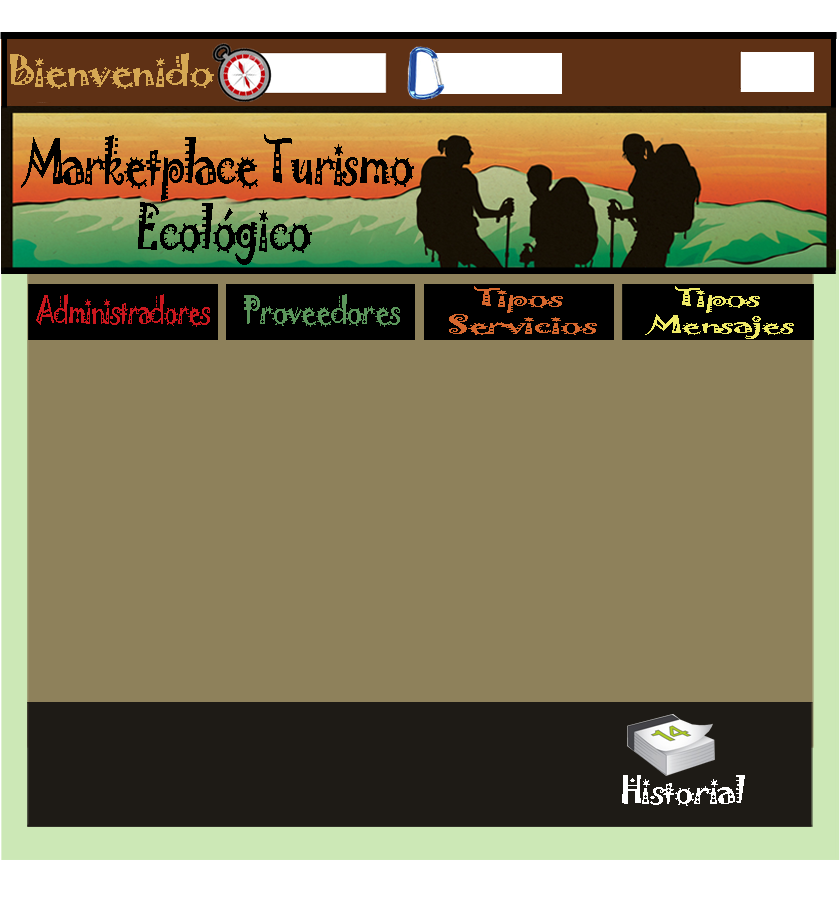 Bienvenido
Marketplace Turismo
Ecológico
Administradores
Proveedores
Tipos
Servicios
Tipos
Mensajes
14
Historial